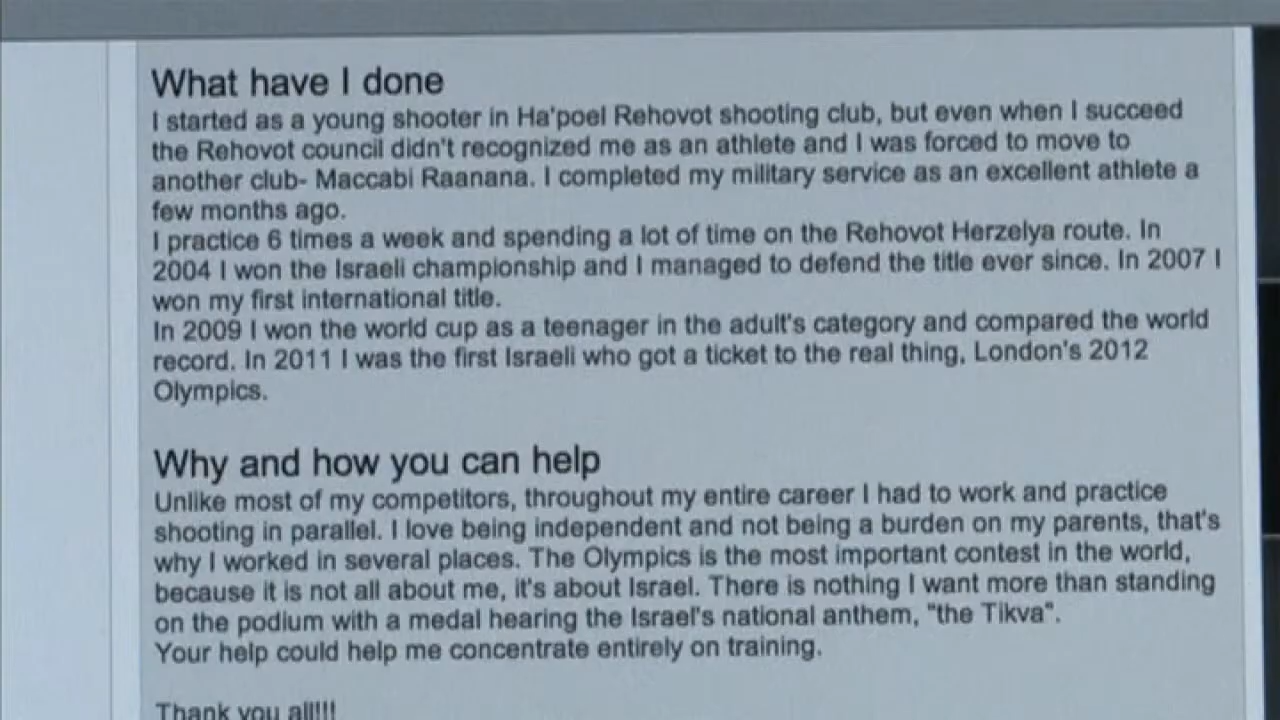 What have I done
I started as a young shooter in Ha'poel Rehovot shooting club, but even when I succeed
the Rehovot council didn't recognized me as an athlete and I was forced to move to
another club- Maccabi Raanana. I completed my military service as an excellent athlete a
few months ago.
I practice 6 times a week and spending a lot of time on the Rehovot Herzelya route. In
2004 I won the Israeli championship and I managed to defend the title ever since. In 2007 I
won my first international title.
In 2009 I won the world cup as a teenager in the adult's category and compared the world
record. In 2011 I was the first Israeli who got a ticket to the real thing, London's 2012
Olympics.
Why and how you can help
Unlike most of my competitors, throughout my entire career I had to work and practice
shooting in parallel. I love being independent and not being a burden on my parents, that's
why I worked in several places. The Olympics is the most important contest in the world,
because it is not all about me, it's about Israel. There is nothing I want more than standing
on the podium with a medal hearing the Israel's national anthem, "the Tikva".
Your help could help me concentrate entirely on training.
Thank you all!!!